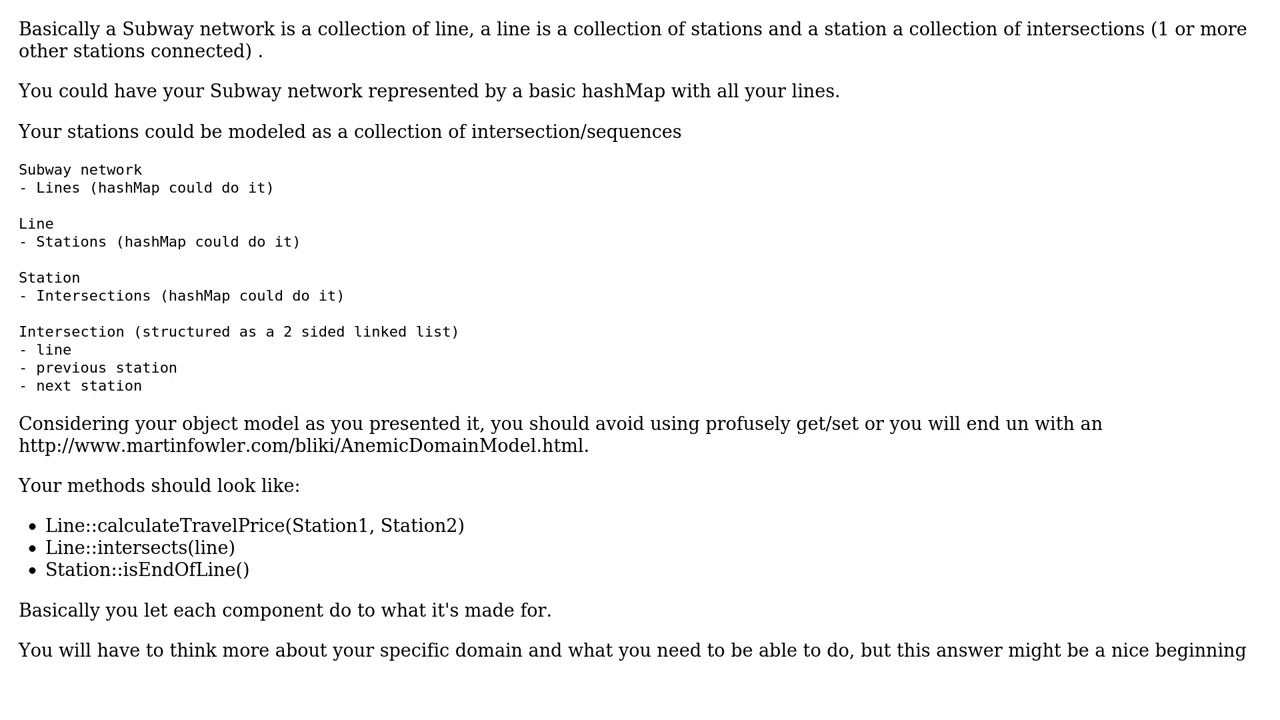 Basically a Subway network is a collection of line, a line is a collection of stations and a station a collection of intersections (1 or more
other stations connected) .
You could have your Subway network represented by a basic hashMap with all your lines.
Your stations could be modeled as a collection of intersection/sequences
Subway network
- Lines (hashMap could do it)
Line
- Stations (hashMap could do it)
Station
- Intersections (hashMap could do it)
Intersection (structured as a 2 sided linked list)
- line
- previous station
- next station
Considering your object model as you presented it, you should avoid using profusely get/set or you will end un with an
http://www.martinfowler.com/bliki/AnemicDomainModel.html.
Your methods should look like:
• Line::calculateTravelPrice(Station1, Station2)
• Line::intersects(line)
• Station::isEndOfLine()
Basically you let each component do to what it's made for.
You will have to think more about your specific domain and what you need to be able to do, but this answer might be a nice beginning